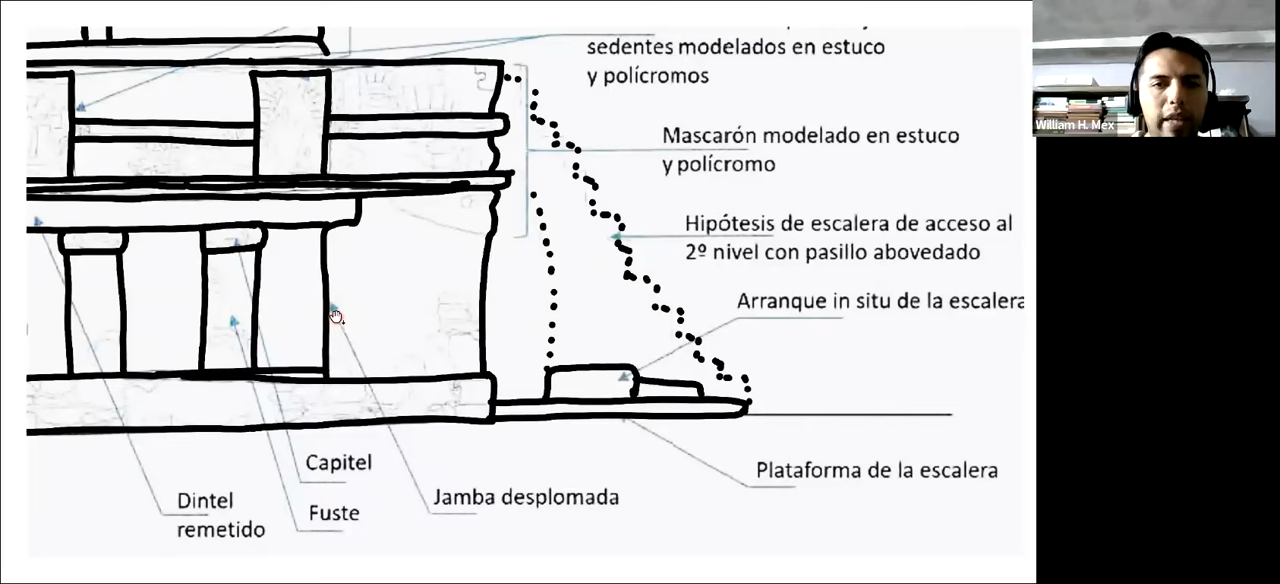 sedentes modelados en estuco
y polícromos
William H. Mex
Mascarón modelado en estuco
y polícromo
Hipótesis de escalera de acceso al
2º nivel con pasillo abovedado
Arranque in situ de la escalera
Capitel
Plataforma de la escalera
Dintel
remetido
Jamba desplomada
Fuste